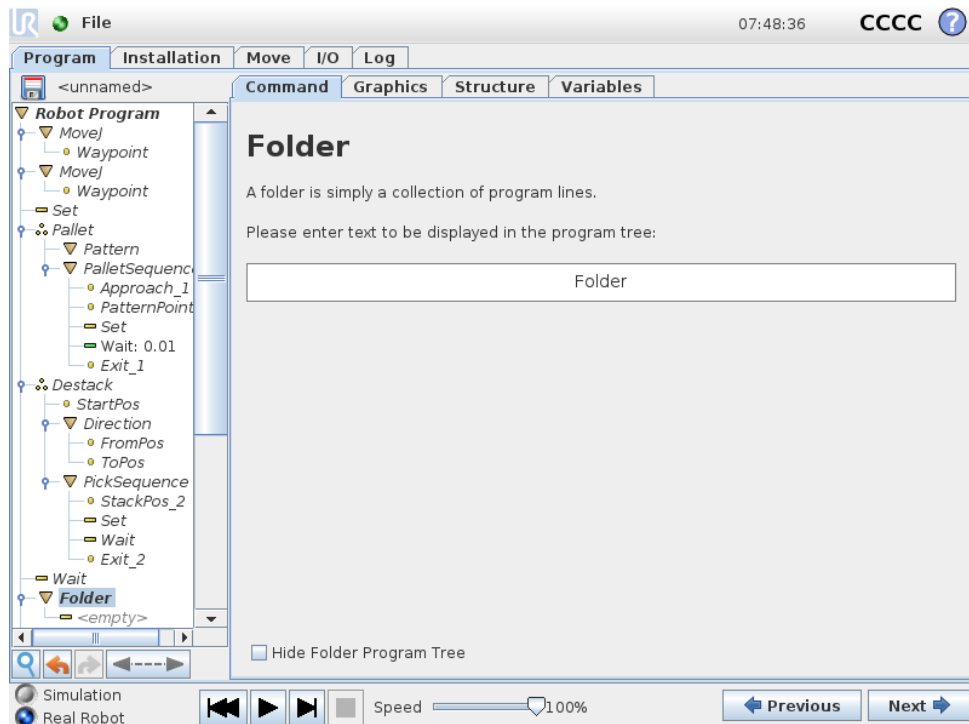 UR File 07:48:36 CCCC ?
Program Installation Move I/O Log
<unnamed> Command Graphics Structure Variables
Robot Program
MoveJ
Waypoint
MoveJ
Waypoint
Set
Pallet
Pattern
PalletSequenc
Approach_1
PatternPoint
Set
Wait: 0.01
Exit_1
Destack
StartPos
Direction
FromPos
ToPos
PickSequence
StackPos_2
Set
Wait
Exit_2
Wait
Folder
<empty>
Folder
A folder is simply a collection of program lines.
Please enter text to be displayed in the program tree:
Folder
Hide Folder Program Tree
Simulation
Real Robot
Speed 100%
Previous Next